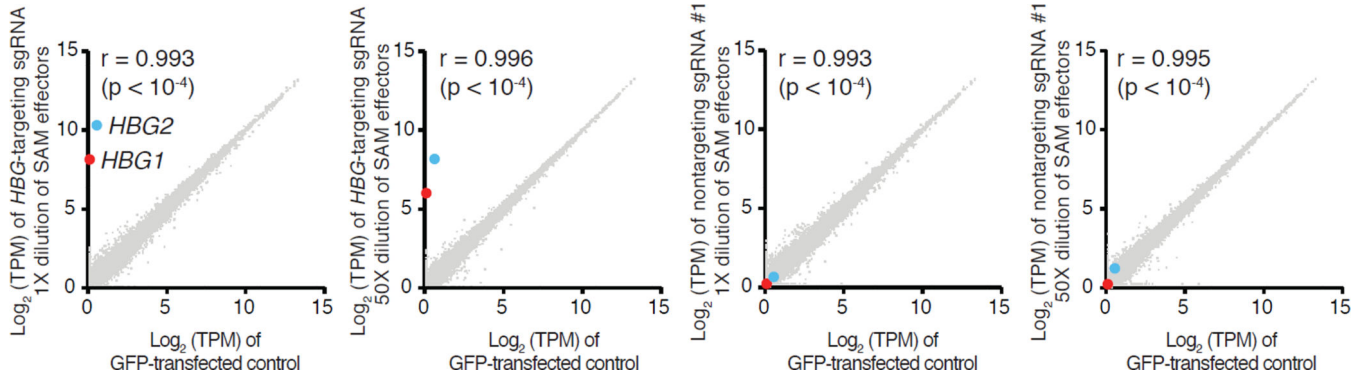 Log2 (TPM) of HBG-targeting sgRNA
1X dilution of SAM effectors
15
10
5
0
r = 0.993
(p < 10-4)
HBG2
HBG1
0 5 10 15
Log2 (TPM) of
GFP-transfected control
Log2 (TPM) of HBG-targeting sgRNA
50X dilution of SAM effectors
15
10
5
0
r = 0.996
(p < 10-4)
0 5 10 15
Log2 (TPM) of
GFP-transfected control
Log2 (TPM) of nontargeting sgRNA #1
1X dilution of SAM effectors
15
10
5
0
r = 0.993
(p < 10-4)
0 5 10 15
Log2 (TPM) of
GFP-transfected control
Log2 (TPM) of nontargeting sgRNA #1
50X dilution of SAM effectors
15
10
5
0
r = 0.995
(p < 10-4)
0 5 10 15
Log2 (TPM) of
GFP-transfected control